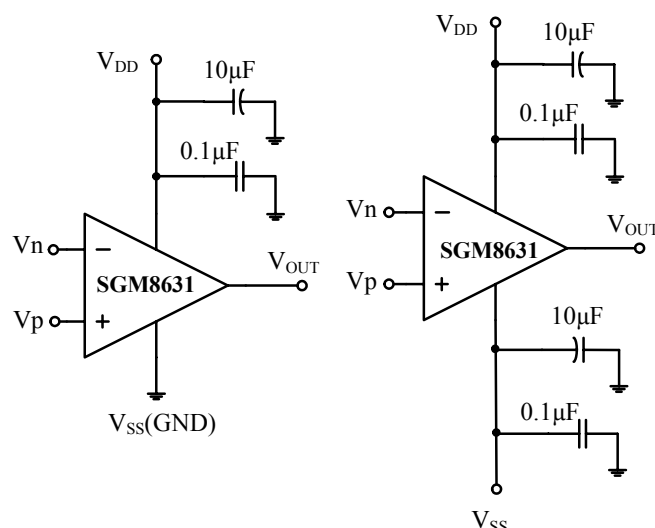 VDD
10µF
0.1µF
Vn
−
SGM8631
VOUT
Vp
+
VSS(GND)
VDD
10µF
0.1µF
Vn
−
SGM8631
VOUT
Vp
+
10µF
0.1µF
VSS